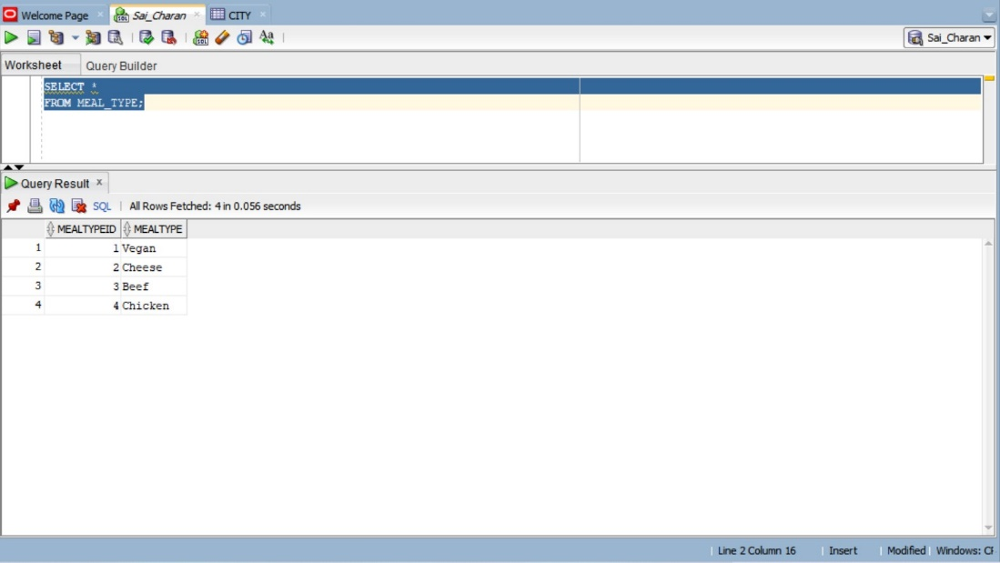 Welcome Page × Sai_Charan × CITY ×
Sai_Charan
Worksheet Query Builder
SELECT *
FROM MEAL_TYPE;
Query Result ×
SQL | All Rows Fetched: 4 in 0.056 seconds
MEALTYPEID MEALTYPE
1 1 Vegan
2 2 Cheese
3 3 Beef
4 4 Chicken
Line 2 Column 16 | Insert | Modified | Windows: